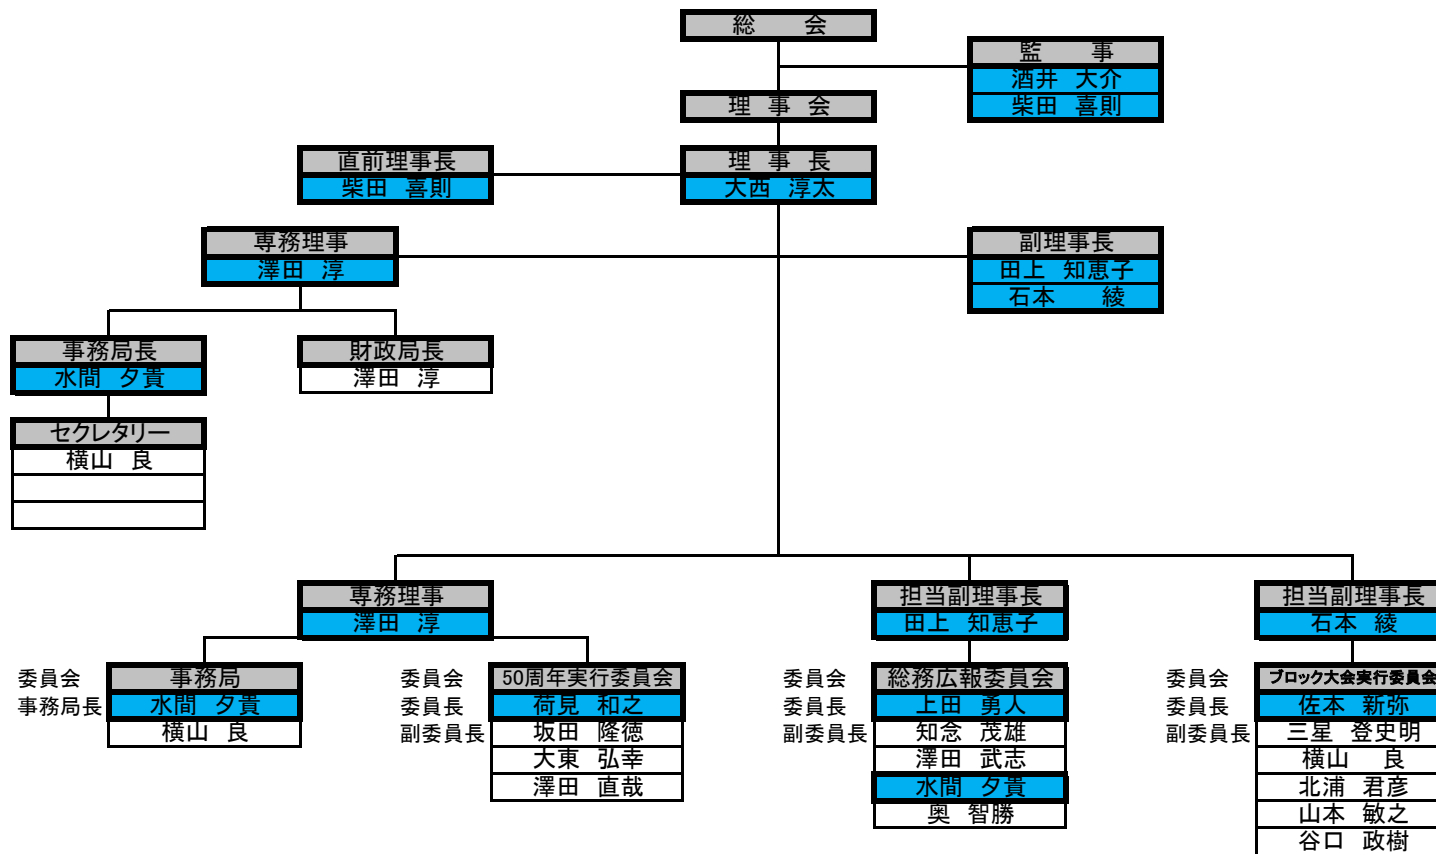 総　会
監　事
酒井 大介
柴田 喜則
理 事 会
直前理事長
柴田 喜則
理 事 長
大西 淳太
専務理事
澤田 淳
副理事長
田上 知恵子
石本　綾
事務局長
水間 夕貴
財政局長
澤田 淳
セクレタリー
横山 良
専務理事
澤田 淳
担当副理事長
田上 知恵子
担当副理事長
石本 綾
委員会 事務局
事務局長 水間 夕貴
横山 良
委員会 50周年実行委員会
委員長 荷見 和之
副委員長 坂田 隆徳
大東 弘幸
澤田 直哉
委員会 総務広報委員会
委員長 上田 勇人
副委員長 知念 茂雄
澤田 武志
水間 夕貴
奥 智勝
委員会 ブロック大会実行委員会
委員長 佐本 新弥
副委員長 三星 登史明
横山　良
北浦 君彦
山本 敏之
谷口 政樹